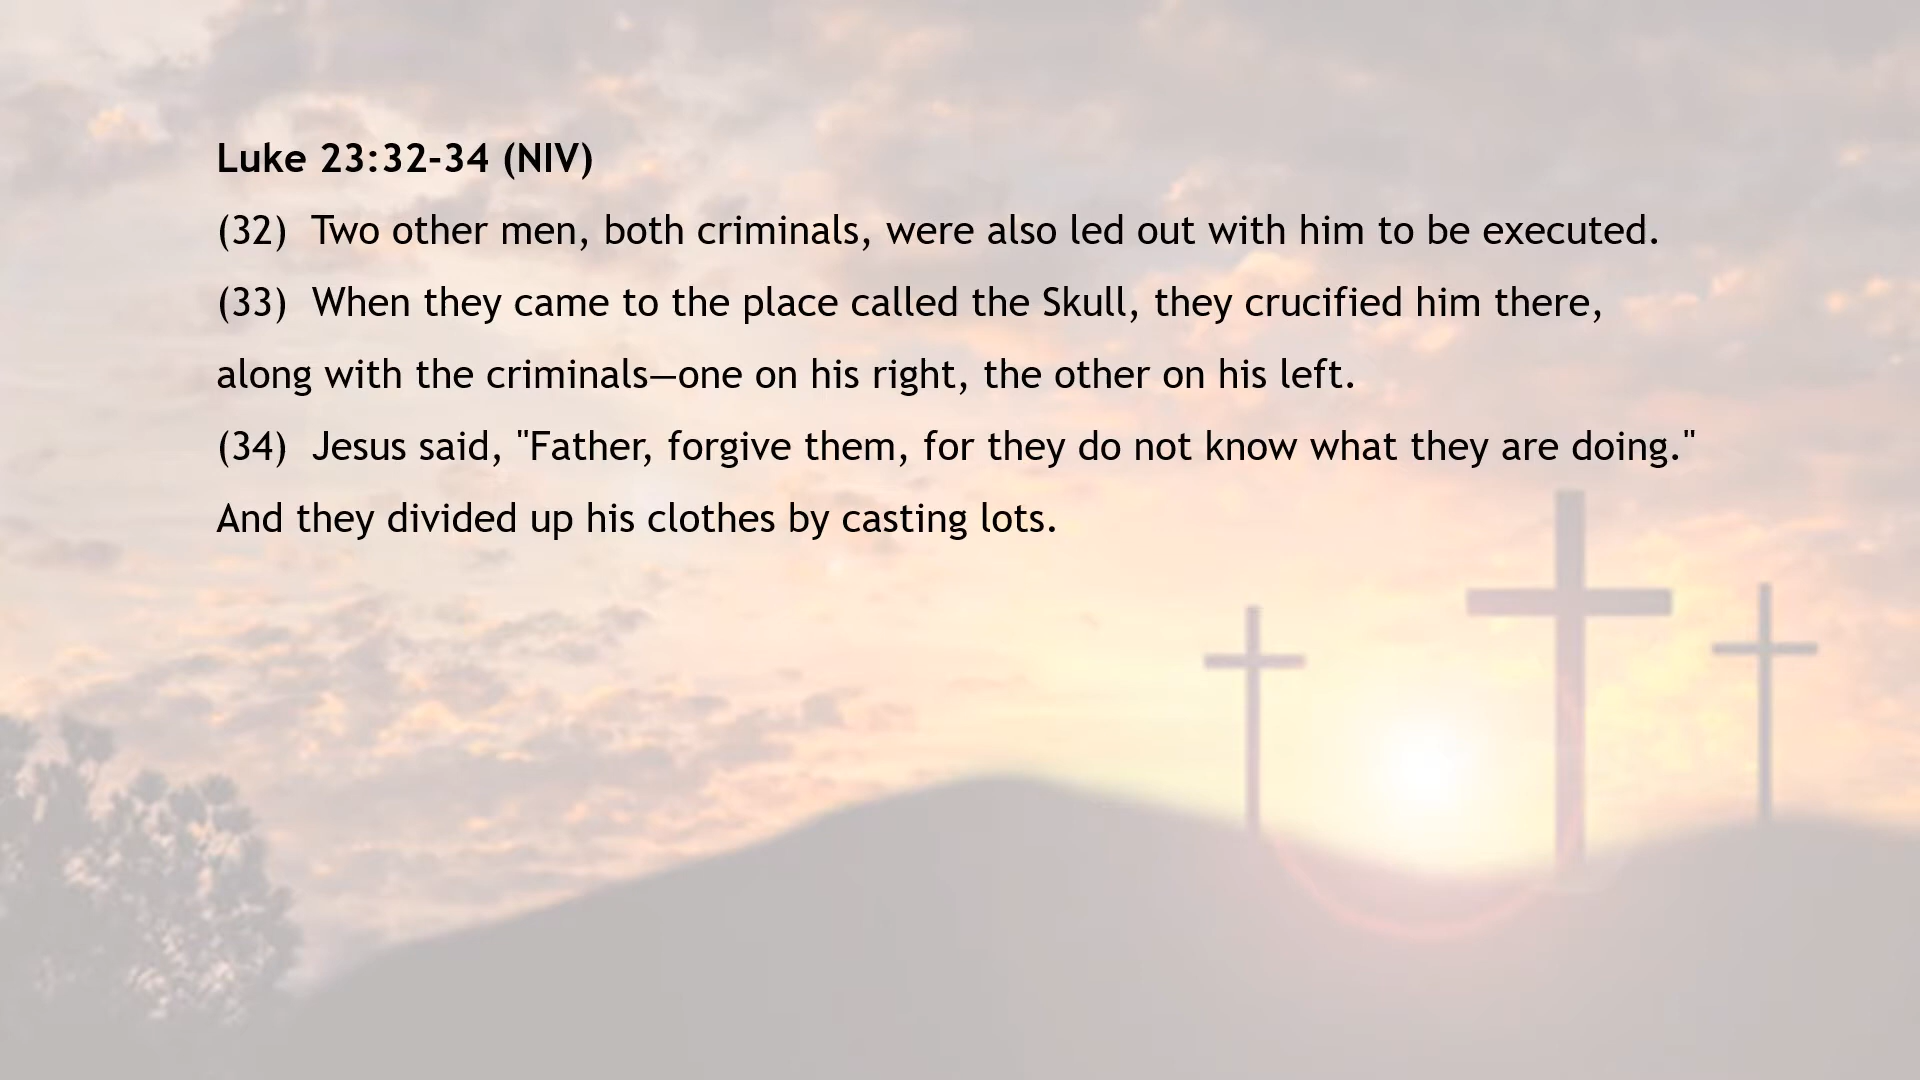 Luke 23:32-34 (NIV)
(32)  Two other men, both criminals, were also led out with him to be executed.
(33)  When they came to the place called the Skull, they crucified him there,
along with the criminals—one on his right, the other on his left.
(34)  Jesus said, "Father, forgive them, for they do not know what they are doing."
And they divided up his clothes by casting lots.